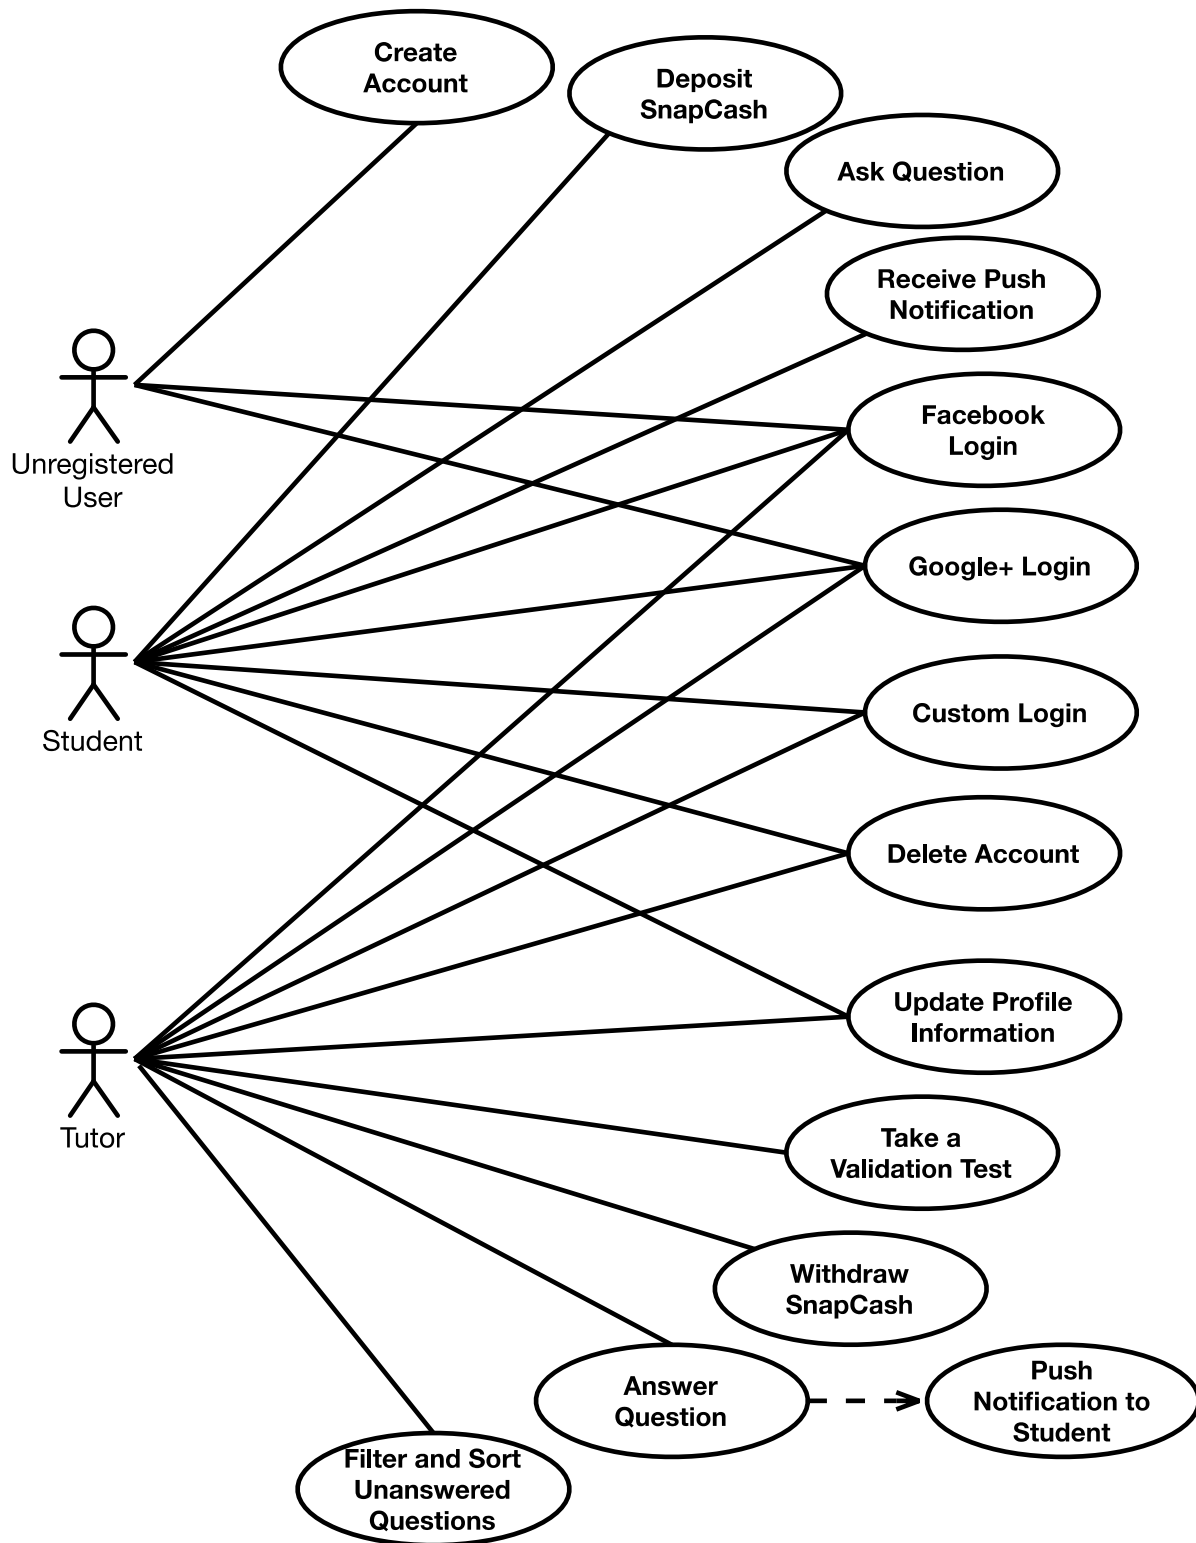 Create
Account
Deposit
SnapCash
Ask Question
Receive Push
Notification
Unregistered
User
Facebook
Login
Google+ Login
Student
Custom Login
Delete Account
Update Profile
Information
Tutor
Take a
Validation Test
Withdraw
SnapCash
Answer
Question
Push
Notification to
Student
Filter and Sort
Unanswered
Questions